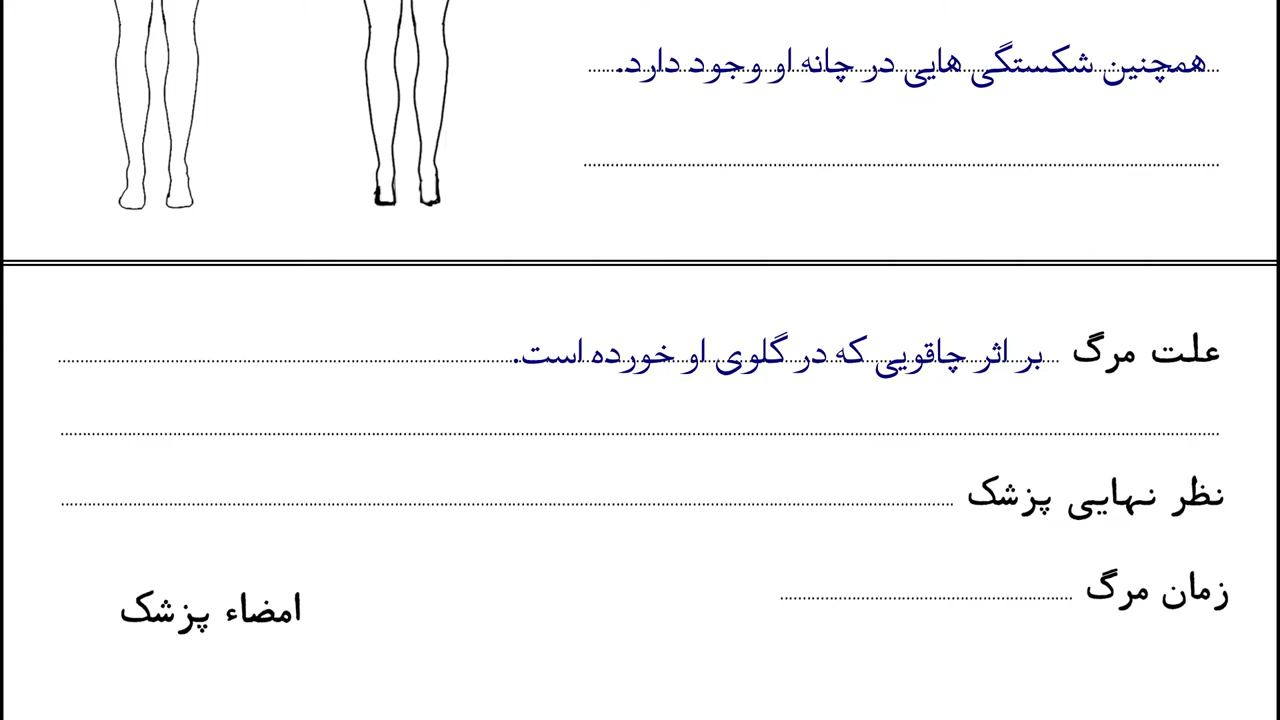 همچنین شکستگی هایی در چانه او وجود دارد.
علت مرگ بر اثر چاقویی که در گلوی او خورده است.
نظر نهایی پزشک
زمان مرگ
امضاء پزشک